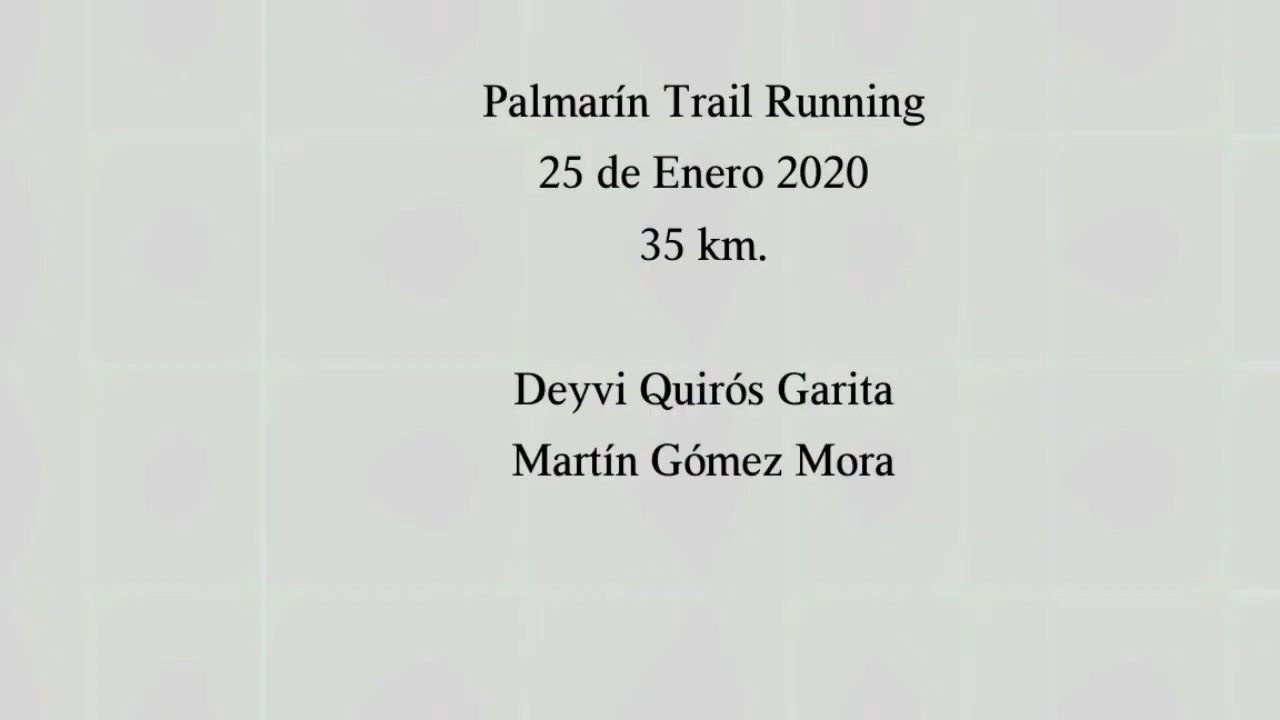 Palmarín Trail Running
25 de Enero 2020
35 km.
Deyvi Quirós Garita
Martín Gómez Mora